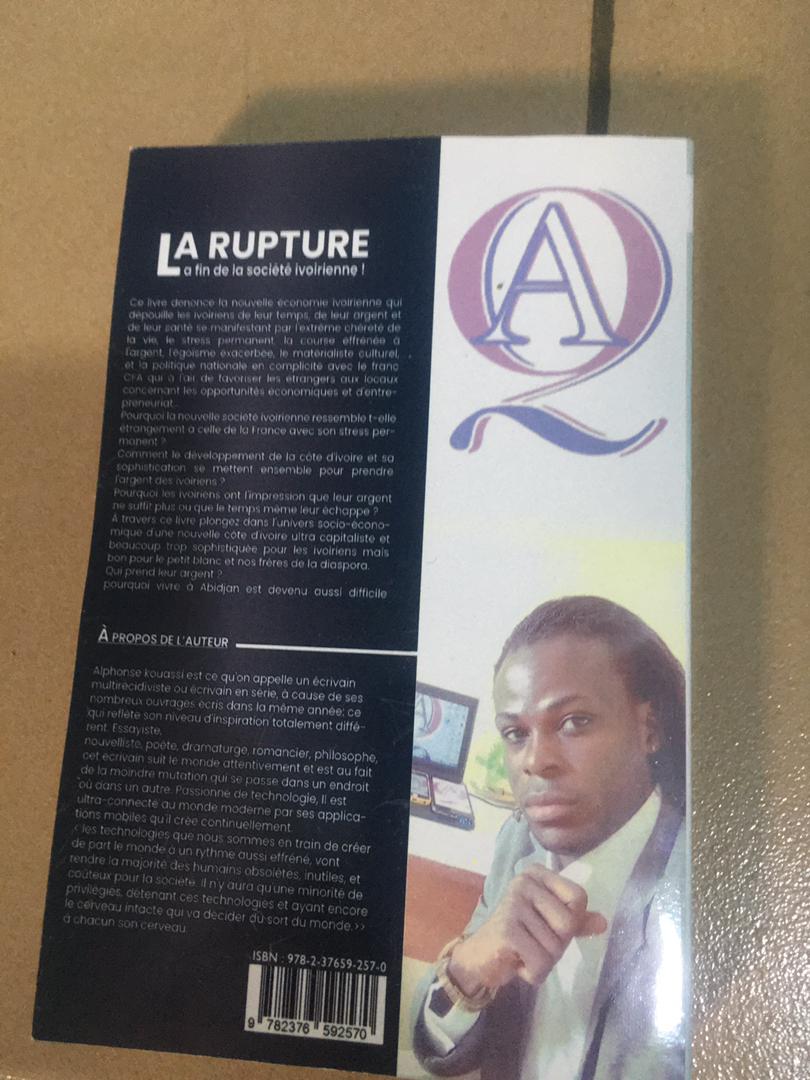 LA RUPTURE
La fin de la société ivoirienne !
Ce livre dénonce la nouvelle économie ivoirienne qui
dépouille les ivoiriens de leur temps, de leur argent et
de leur santé se manifestant par l'extrême chéreté de
la vie, le stress permanent, la course effrénée à
l'argent, l'égoïsme exacerbée, le matérialiste culturel,
et la politique nationale en complicité avec le franc
CFA qui à l'air de favoriser les étrangers aux locaux
concernant les opportunités économiques et d'entre-
preneuriat...
Pourquoi la nouvelle société ivoirienne ressemble t-elle
étrangement à celle de la France avec son stress per-
manent ?
Comment le développement de la côte d'ivoire et sa
sophistication se mettent ensemble pour prendre
l'argent des ivoiriens ?
Pourquoi les ivoiriens ont l'impression que leur argent
ne suffit plus ou que le temps même leur échappe ?
À travers ce livre plongez dans l'univers socio-écono-
mique d'une nouvelle côte d'ivoire ultra capitaliste et
beaucoup trop sophistiquée pour les ivoiriens mais
bon pour le petit blanc et nos frères de la diaspora.
Qui prend leur argent ?
pourquoi vivre à Abidjan est devenu aussi difficile
À PROPOS DE L'AUTEUR
Alphonse kouassi est ce qu'on appelle un écrivain
multirécidiviste ou écrivain en série, à cause de ses
nombreux ouvrages écris dans la même année; ce
qui reflète son niveau d'inspiration totalement diffé-
rent. Essayiste,
nouvelliste, poète, dramaturge, romancier, philosophe,
cet écrivain suit le monde attentivement et est au fait
de la moindre mutation qui se passe dans un endroit
où dans un autre. Passionné de technologie, Il est
ultra-connecté au monde moderne par ses applica-
tions mobiles qu'il crée continuellement.
‹ les technologies que nous sommes en train de créer
de part le monde à un rythme aussi effréné, vont
rendre la majorité des humains obsolètes, inutiles, et
coûteux pour la société. Il n'y aura qu'une minorité de
privilégiés, détenant ces technologies et ayant encore
le cerveau intacte qui va décider du sort du monde.>>
à chacun son cerveau.
ISBN : 978-2-37659-257-0
9 782376 592570
AQ